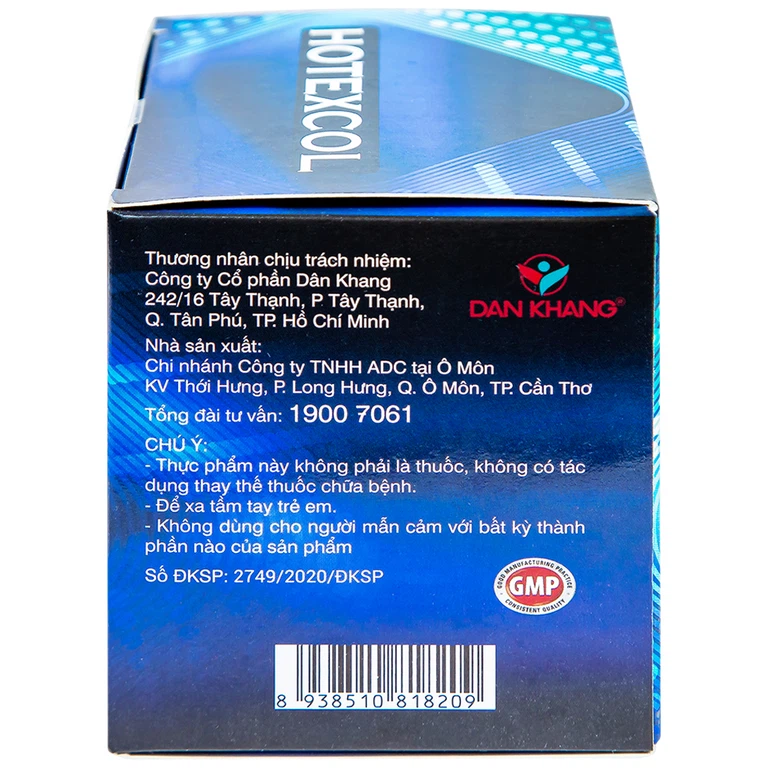 HOTEXCOL
Thương nhân chịu trách nhiệm:
Công ty Cổ phần Dân Khang
242/16 Tây Thạnh, P Tây Thạnh,
Q. Tân Phú, TP. Hồ Chí Minh
DAN KHANG®
Nhà sản xuất:
Chi nhánh Công ty TNHH ADC tại Ô Môn
KV Thới Hưng, P. Long Hưng, Q. Ô Môn, TP. Cần Thơ
Tổng đài tư vấn: 1900 7061
CHÚ Ý:
- Thực phẩm này không phải là thuốc, không có tác
dụng thay thế thuốc chữa bệnh.
- Để xa tầm tay trẻ em.
- Không dùng cho người mẫn cảm với bất kỳ thành
phần nào của sản phẩm
Số ĐKSP: 2749/2020/ĐKSP
GOOD MANUFACTURING PRACTICE
GMP
CONSISTENT QUALITY
8 938510 818209